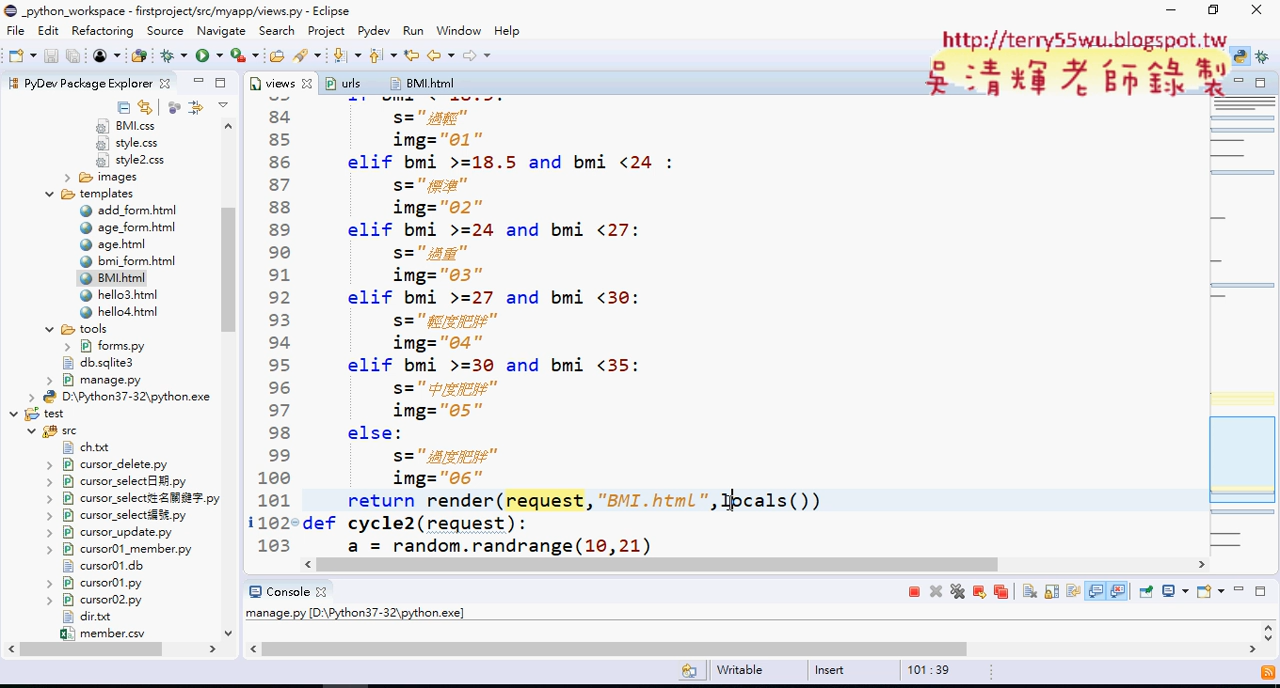 _python_workspace - firstproject/src/myapp/views.py - Eclipse
File Edit Refactoring Source Navigate Search Project Pydev Run Window Help
http://terry55wu.blogspot.tw
吳清輝老師錄製
PyDev Package Explorer
views urls BMI.html
BMI.css
style.css
style2.css
images
templates
add_form.html
age_form.html
age.html
bmi_form.html
BMI.html
hello3.html
hello4.html
tools
forms.py
db.sqlite3
manage.py
D:\Python37-32\python.exe
test
src
ch.txt
cursor_delete.py
cursor_select日期.py
cursor_select姓名關鍵字.py
cursor_select編號.py
cursor_update.py
cursor01_member.py
cursor01.db
cursor01.py
cursor02.py
dir.txt
member.csv
84 s="過輕"
85 img="01"
86 elif bmi >=18.5 and bmi <24 :
87 s="標準"
88 img="02"
89 elif bmi >=24 and bmi <27:
90 s="過重"
91 img="03"
92 elif bmi >=27 and bmi <30:
93 s="輕度肥胖"
94 img="04"
95 elif bmi >=30 and bmi <35:
96 s="中度肥胖"
97 img="05"
98 else:
99 s="過度肥胖"
100 img="06"
101 return render(request,"BMI.html",locals())
102 def cycle2(request):
103 a = random.randrange(10,21)
Console
manage.py [D:\Python37-32\python.exe]
Writable Insert 101 : 39